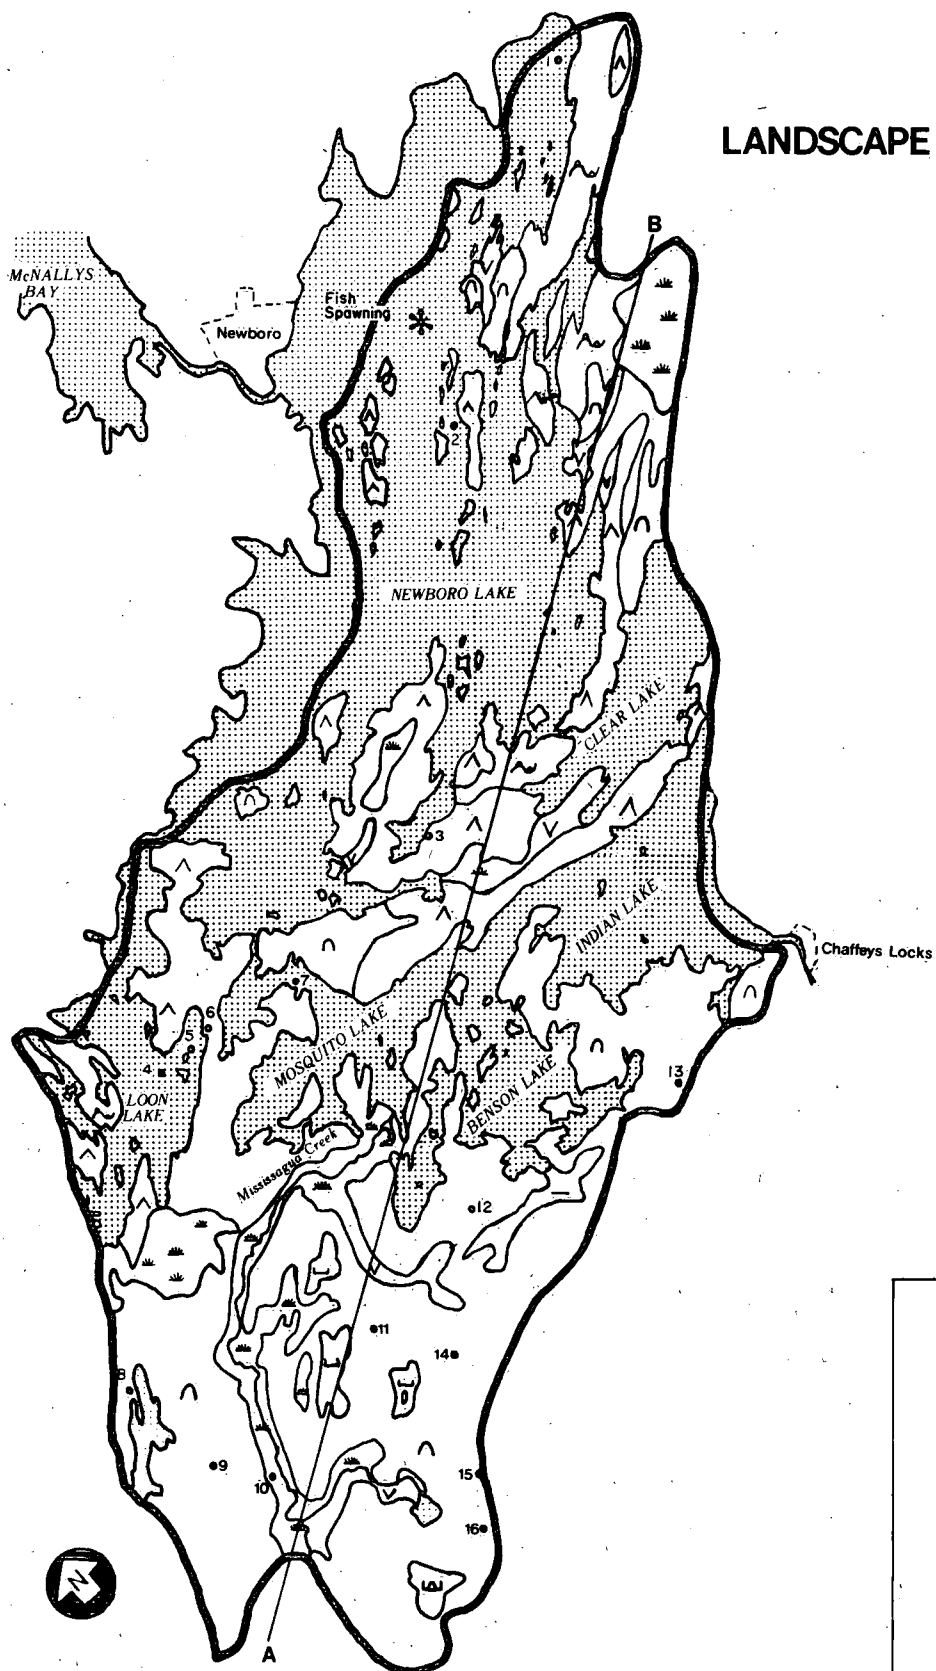 LANDSCAPE
1
B
McNALLYS
BAY
Fish
Spawning
Newboro
2
NEWBORO LAKE
CLEAR LAKE
3
INDIAN LAKE
Chaffeys Locks
7
6
5
4
MOSQUITO LAKE
LOON
LAKE
BENSON LAKE
13
Mississagua Creek
12
11
14
8
9
10
15
16
N
A